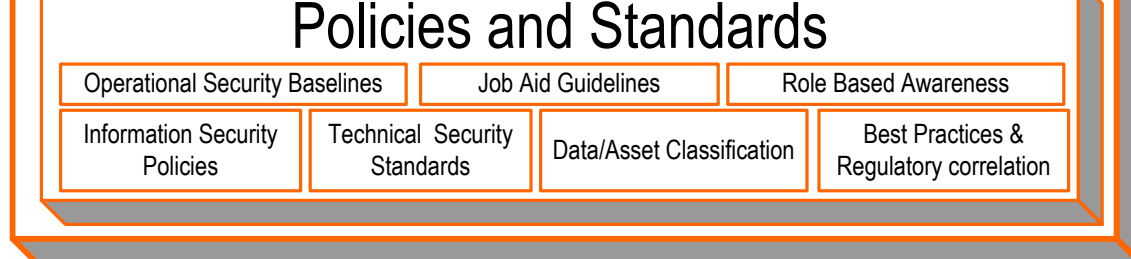 Policies and Standards
Operational Security Baselines
Job Aid Guidelines
Role Based Awareness
Information Security
Policies
Technical Security
Standards
Data/Asset Classification
Best Practices &
Regulatory correlation